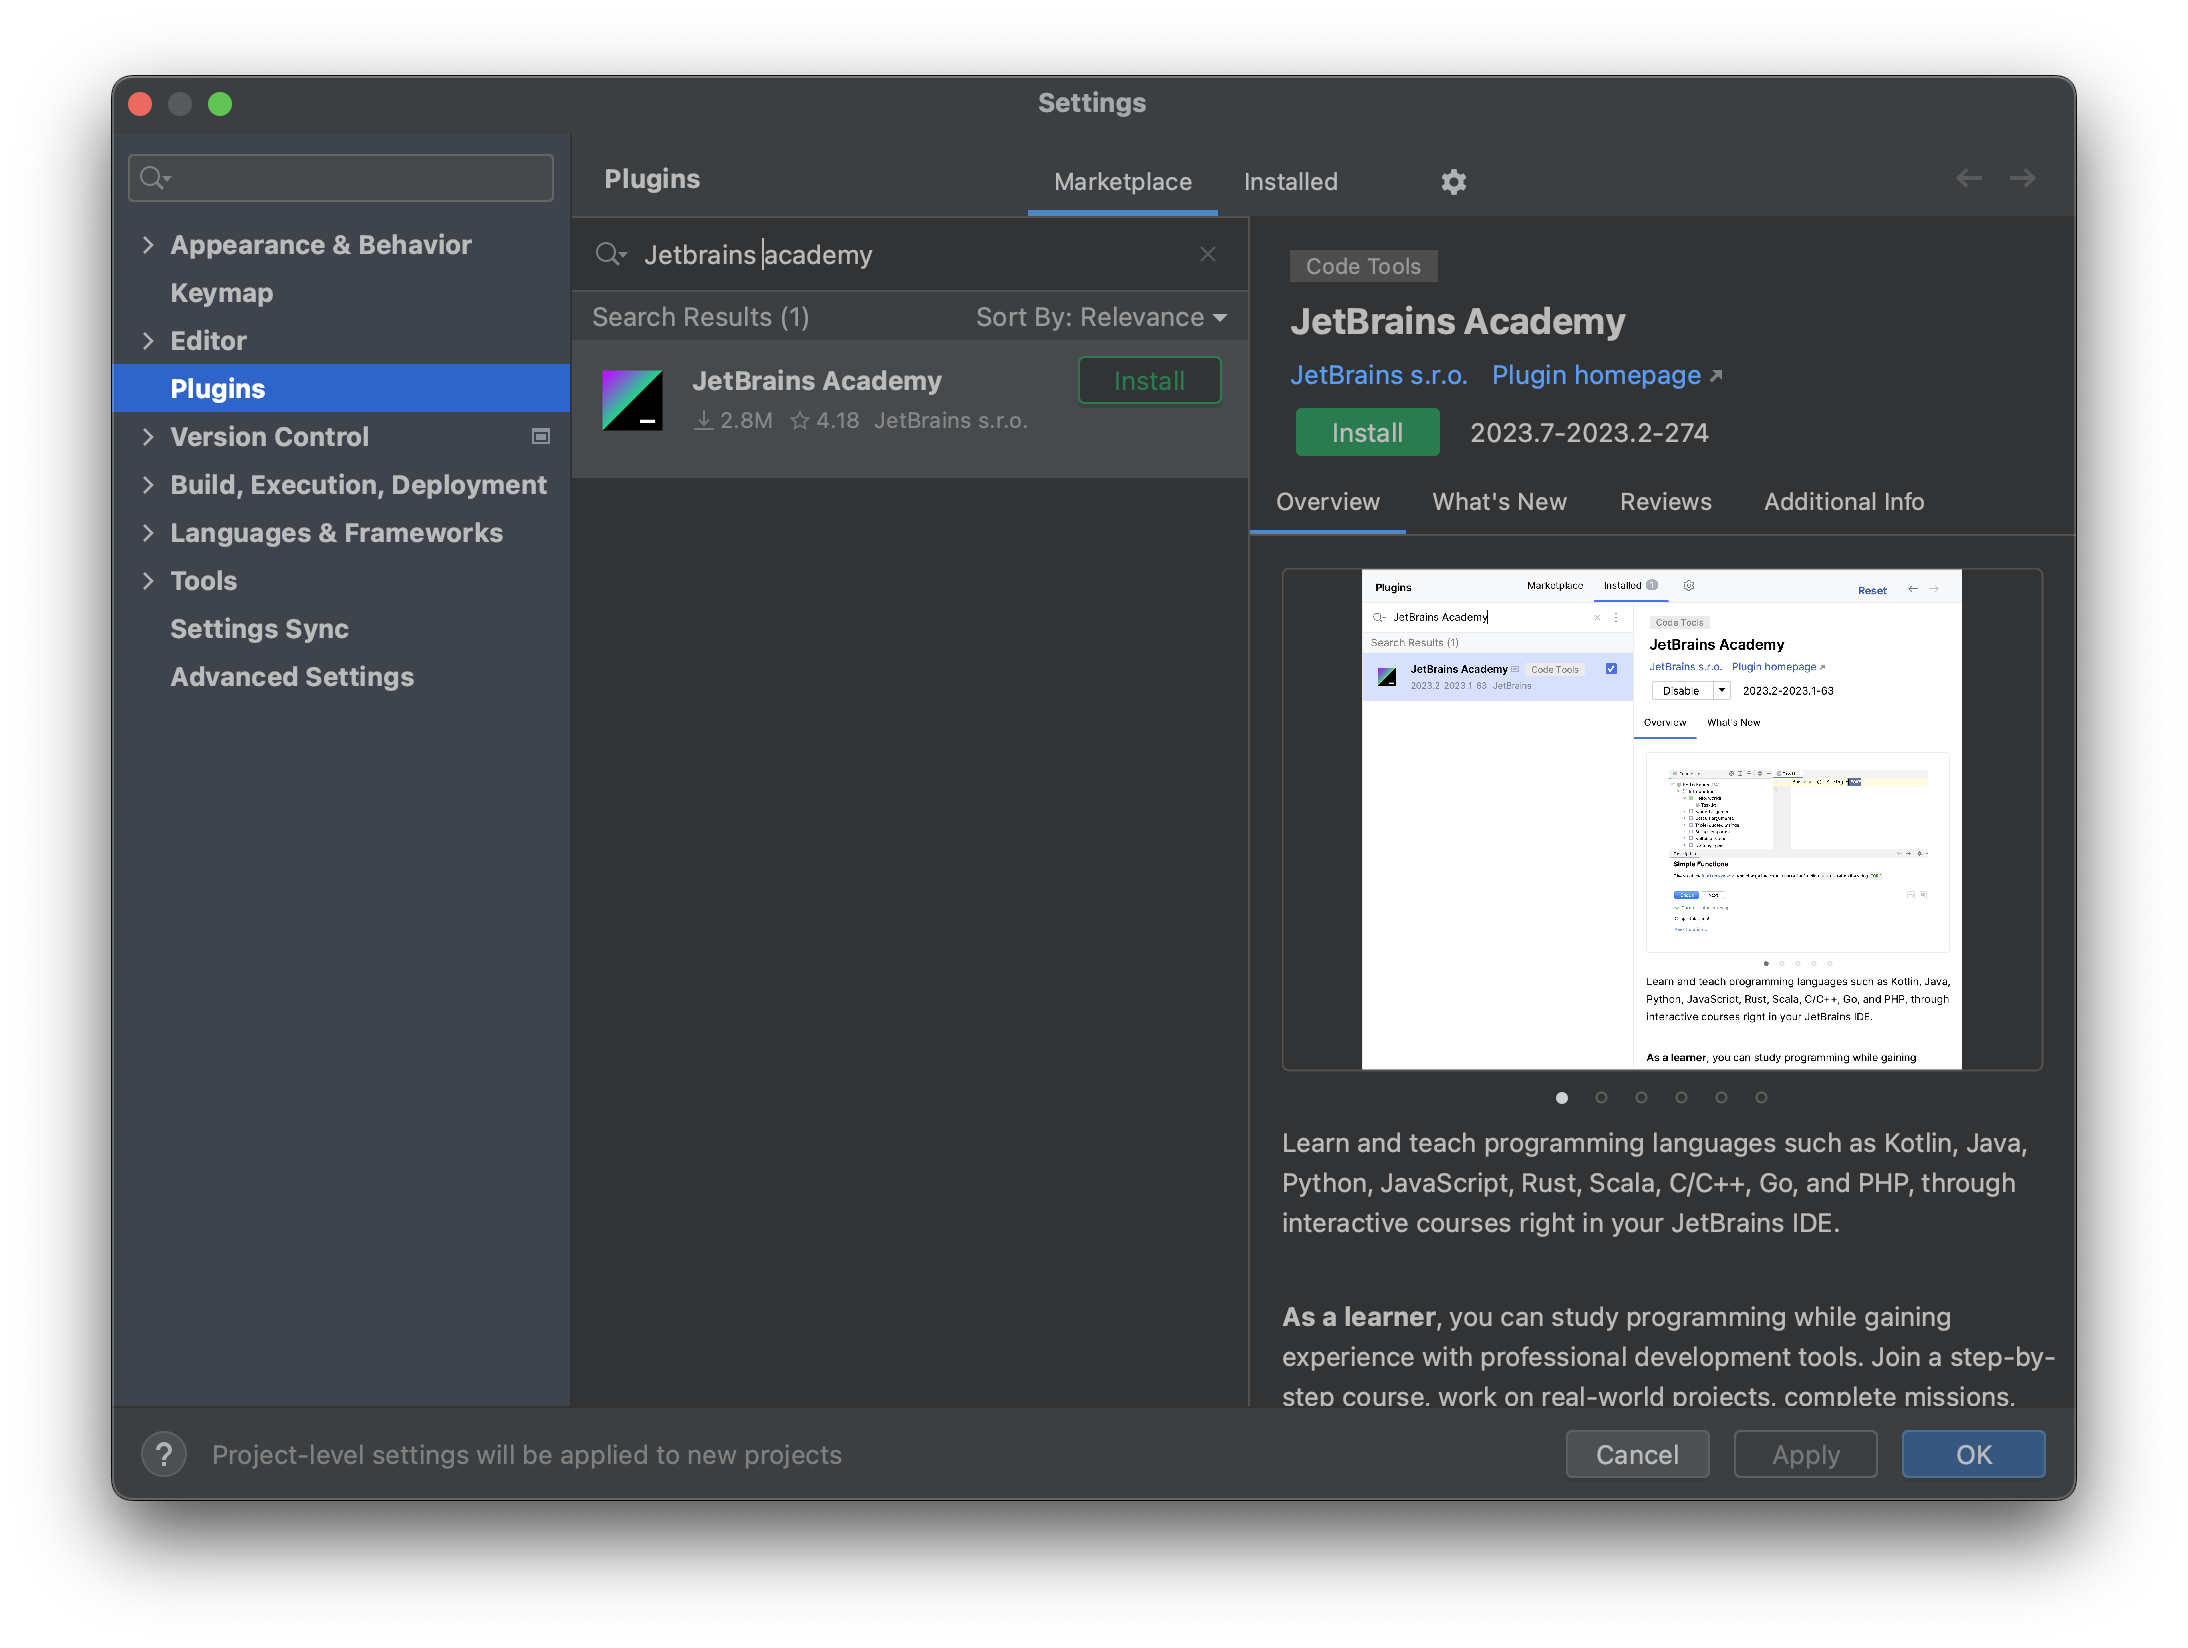 Settings
Appearance & Behavior
Keymap
Editor
Plugins
Version Control
Build, Execution, Deployment
Languages & Frameworks
Tools
Settings Sync
Advanced Settings
Plugins
Marketplace
Installed
Jetbrains academy
Search Results (1)
Sort By: Relevance
JetBrains Academy
Install
2.8M
4.18
JetBrains s.r.o.
Code Tools
JetBrains Academy
JetBrains s.r.o.
Plugin homepage
Install
2023.7-2023.2-274
Overview
What's New
Reviews
Additional Info
Plugins
Marketplace
Installed 1
Reset
JetBrains Academy
Search Results (1)
JetBrains Academy
Code Tools
2023.2-2023.1-63 JetBrains
Code Tools
JetBrains Academy
JetBrains s.r.o.
Plugin homepage
Disable
2023.2-2023.1-63
Overview
What's New
Simple Functions
Learn and teach programming languages such as Kotlin, Java,
Python, JavaScript, Rust, Scala, C/C++, Go, and PHP, through
interactive courses right in your JetBrains IDE.
As a learner, you can study programming while gaining
Learn and teach programming languages such as Kotlin, Java,
Python, JavaScript, Rust, Scala, C/C++, Go, and PHP, through
interactive courses right in your JetBrains IDE.
As a learner, you can study programming while gaining
experience with professional development tools. Join a step-by-
step course, work on real-world projects, complete missions,
?
Project-level settings will be applied to new projects
Cancel
Apply
OK